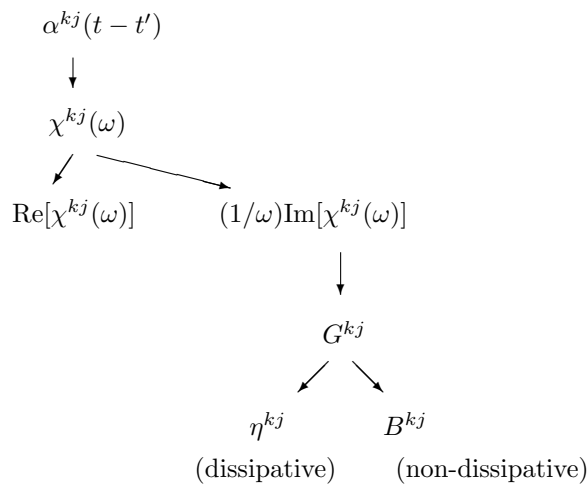 α^{kj}(t − t′)
χ^{kj}(ω)
Re[χ^{kj}(ω)] (1/ω)Im[χ^{kj}(ω)]
G^{kj}
η^{kj} B^{kj}
(dissipative) (non-dissipative)